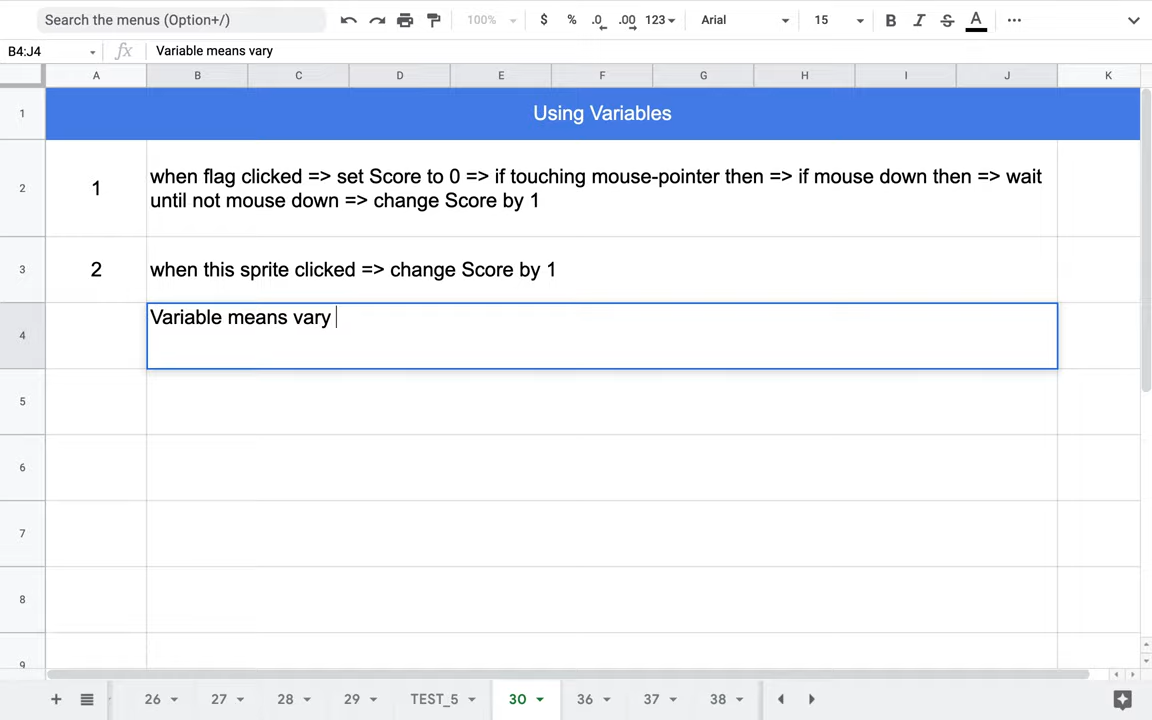 Search the menus (Option+/)
100% $ % .0 .00 123 Arial 15 B I S A ...
B4:J4 fx Variable means vary
A B C D E F G H I J K
1 Using Variables
2 1 when flag clicked => set Score to 0 => if touching mouse-pointer then => if mouse down then => wait
until not mouse down => change Score by 1
3 2 when this sprite clicked => change Score by 1
4 Variable means vary
5
6
7
8
9
+ 26 27 28 29 TEST_5 30 36 37 38